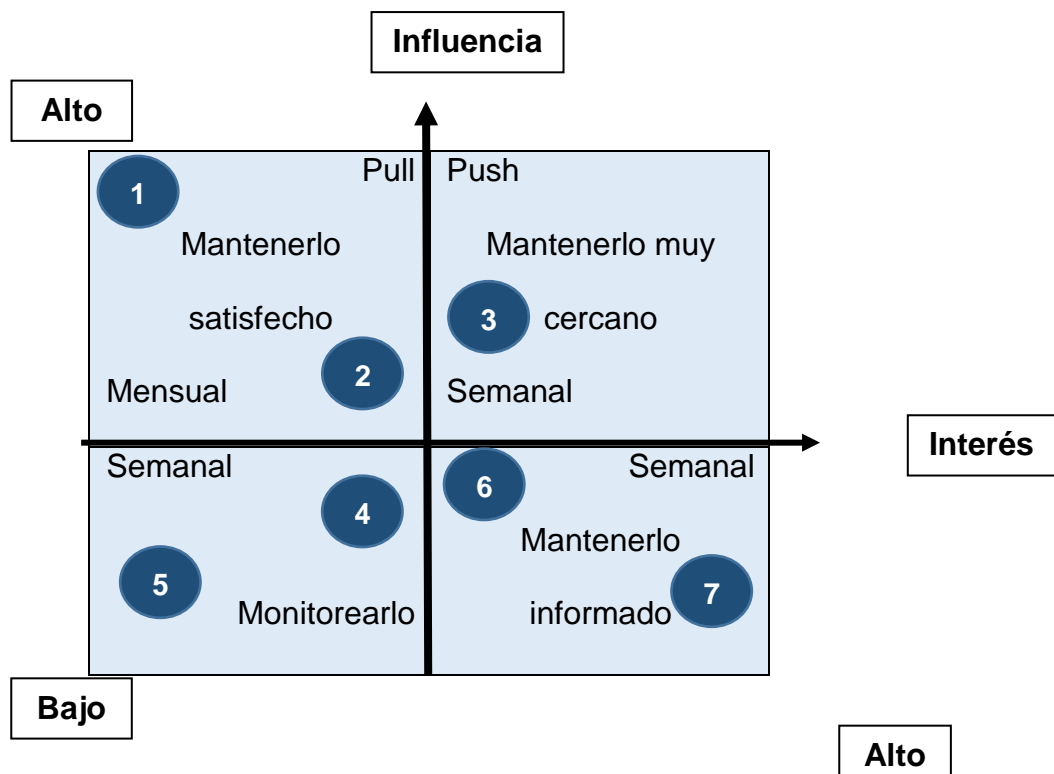 Influencia
Alto
Pull Push
1
Mantenerlo Mantenerlo muy
satisfecho 3 cercano
2
Mensual Semanal
Interés
Semanal 6 Semanal
4
Mantenerlo
5 7
Monitorearlo informado
Bajo
Alto